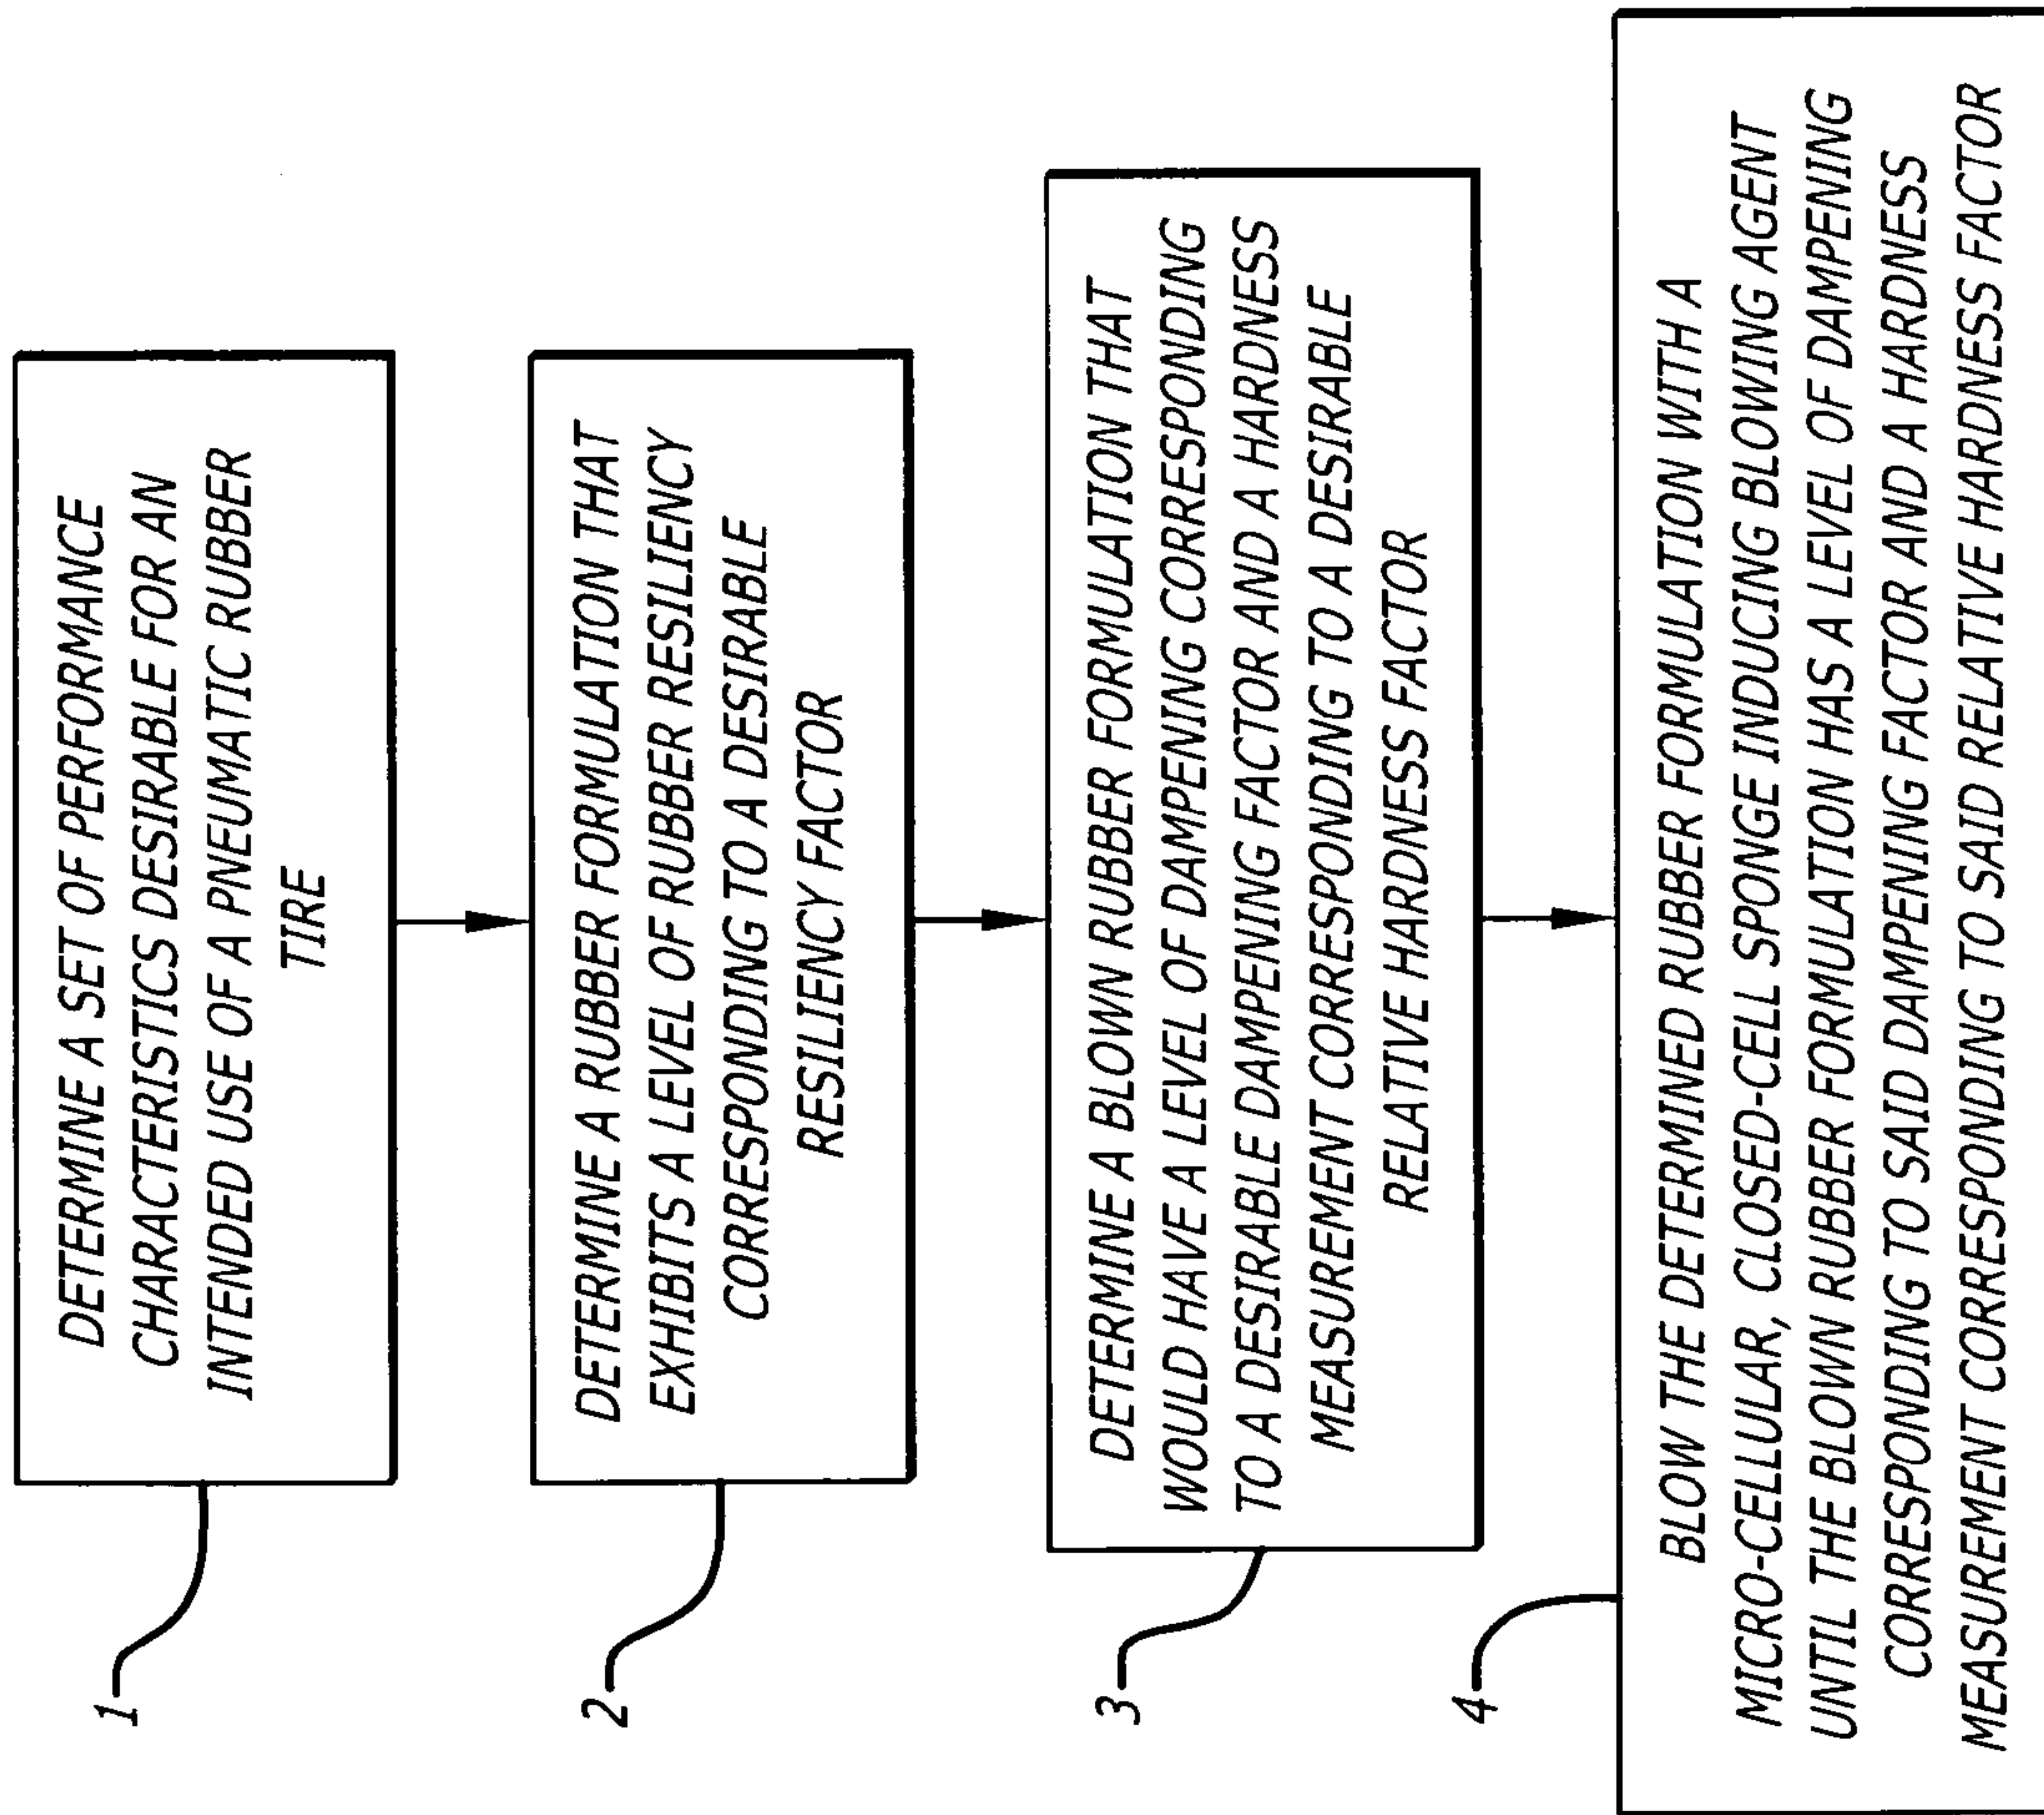 1
DETERMINE A SET OF PERFORMANCE
CHARACTERISTICS DESIRABLE FOR AN
INTENDED USE OF A PNEUMATIC RUBBER
TIRE
2
DETERMINE A RUBBER FORMULATION THAT
EXHIBITS A LEVEL OF RUBBER RESILIENCY
CORRESPONDING TO A DESIRABLE
RESILIENCY FACTOR
3
DETERMINE A BLOWN RUBBER FORMULATION THAT
WOULD HAVE A LEVEL OF DAMPENING CORRESPONDING
TO A DESIRABLE DAMPENING FACTOR AND A HARDNESS
MEASUREMENT CORRESPONDING TO A DESIRABLE
RELATIVE HARDNESS FACTOR
4
BLOW THE DETERMINED RUBBER FORMULATION WITH A
MICRO-CELLULAR, CLOSED-CELL SPONGE INDUCING BLOWING AGENT
UNTIL THE BLOWN RUBBER FORMULATION HAS A LEVEL OF DAMPENING
CORRESPONDING TO SAID DAMPENING FACTOR AND A HARDNESS
MEASUREMENT CORRESPONDING TO SAID RELATIVE HARDNESS FACTOR